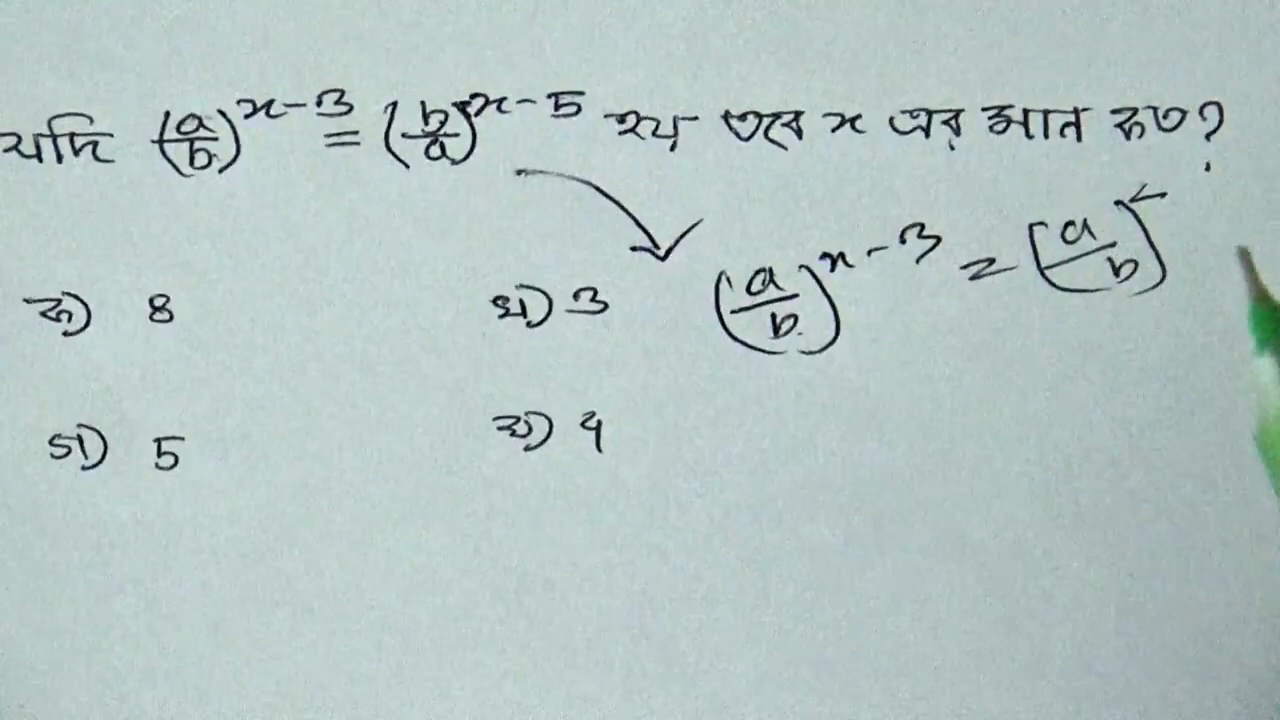 যদি (a/b)^x-3 = (b/a)^x-5 হয় তবে x এর মান কত?
(a/b)^x-3 = (a/b)
ক) 8 খ) 3
গ) 5 ঘ) 4